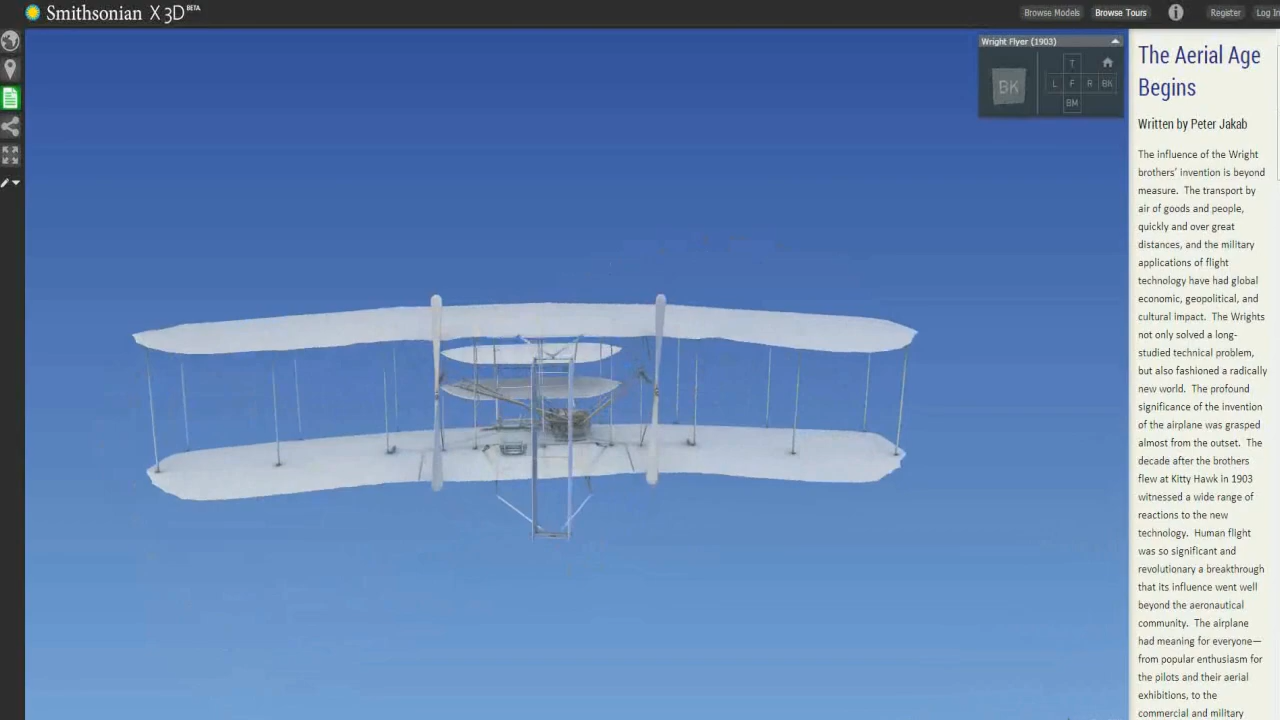 Smithsonian X 3D BETA
Browse Models Browse Tours i Register Log In
Wright Flyer (1903)
BK
T
L F R BK
BM
The Aerial Age
Begins
Written by Peter Jakab
The influence of the Wright
brothers’ invention is beyond
measure. The transport by
air of goods and people,
quickly and over great
distances, and the military
applications of flight
technology have had global
economic, geopolitical, and
cultural impact. The Wrights
not only solved a long-
studied technical problem,
but also fashioned a radically
new world. The profound
significance of the invention
of the airplane was grasped
almost from the outset. The
decade after the brothers
flew at Kitty Hawk in 1903
witnessed a wide range of
reactions to the new
technology. Human flight
was so significant and
revolutionary a breakthrough
that its influence went well
beyond the aeronautical
community. The airplane
had meaning for everyone—
from popular enthusiasm for
the pilots and their aerial
exhibitions, to the
commercial and military